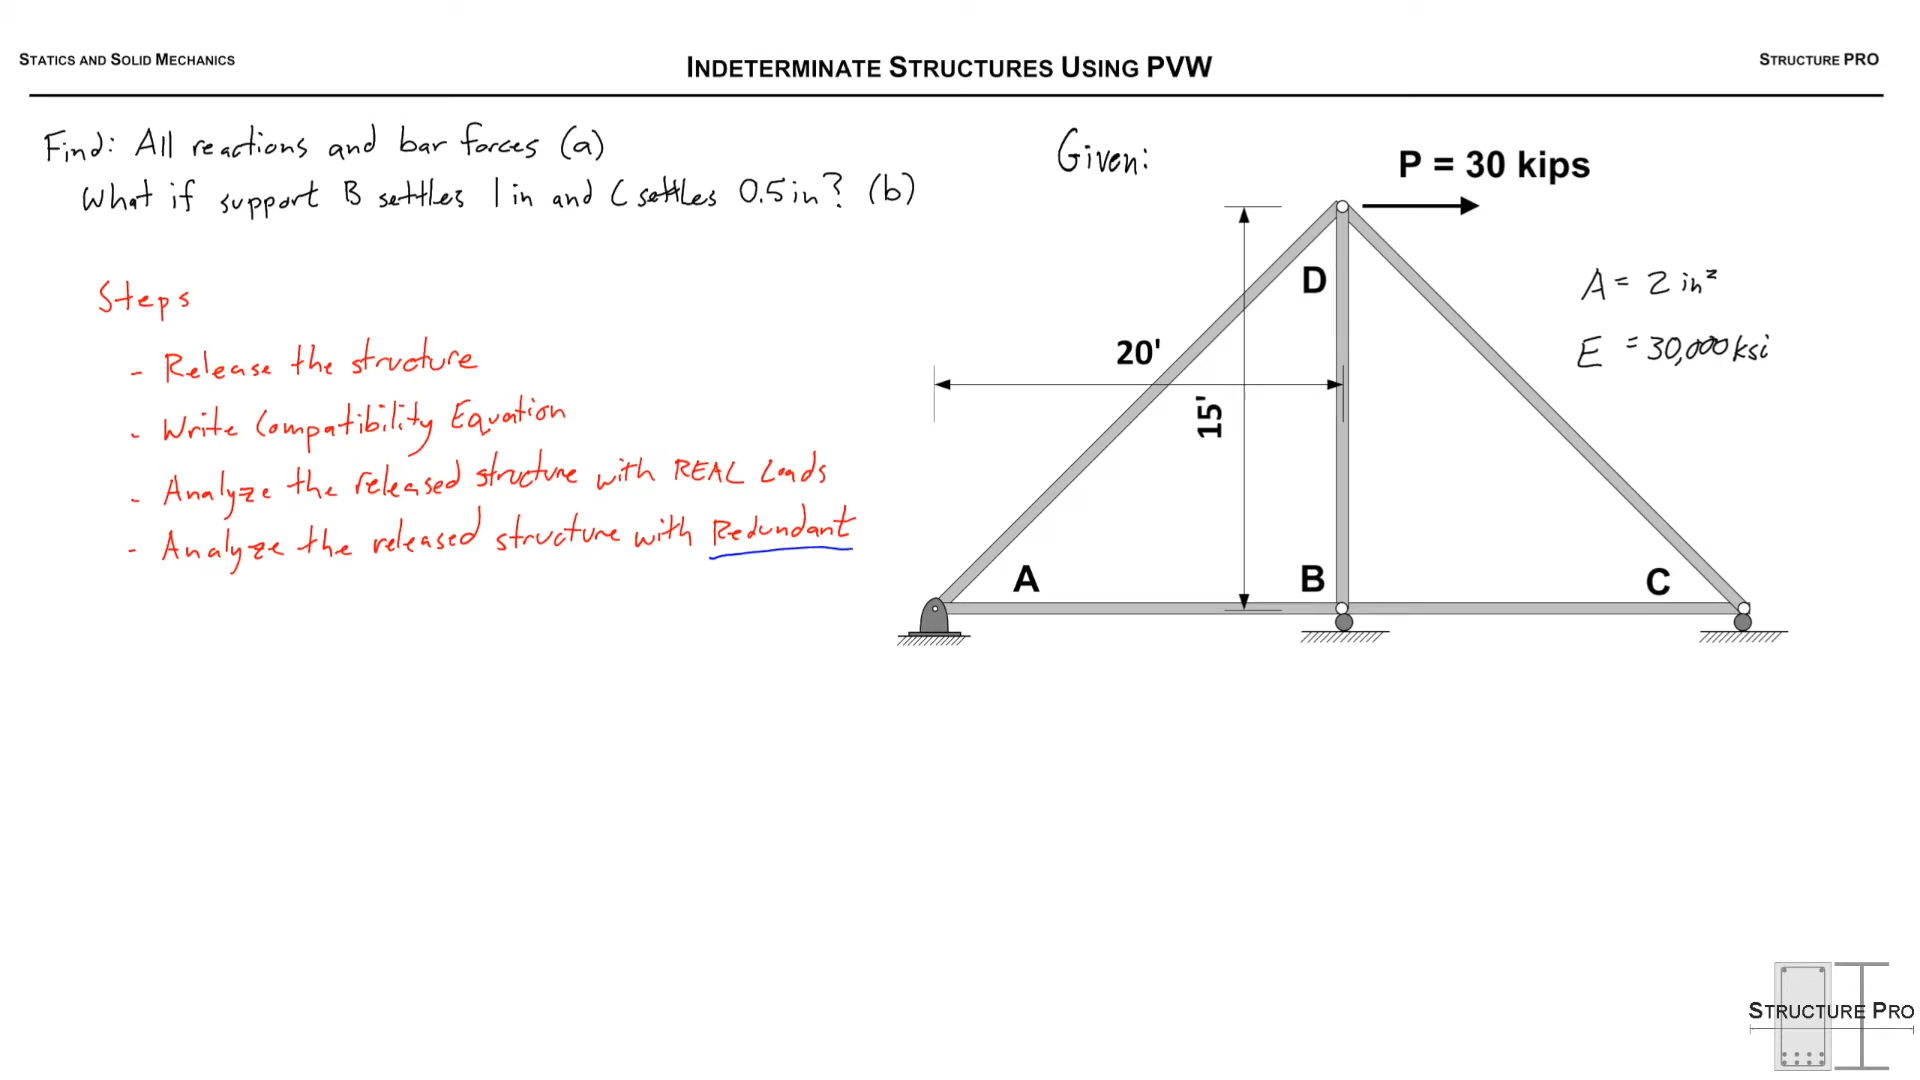 STATICS AND SOLID MECHANICS
INDETERMINATE STRUCTURES USING PVW
STRUCTURE PRO
Find: All reactions and bar forces (a)
What if support B settles 1 in and C settles 0.5 in? (b)
Steps
- Release the structure
- Write Compatibility Equation
- Analyze the released structure with REAL Loads
- Analyze the released structure with Redundant
Given:
P = 30 kips
D
A = 2 in²
E = 30,000 ksi
20'
15'
A
B
C
STRUCTURE PRO